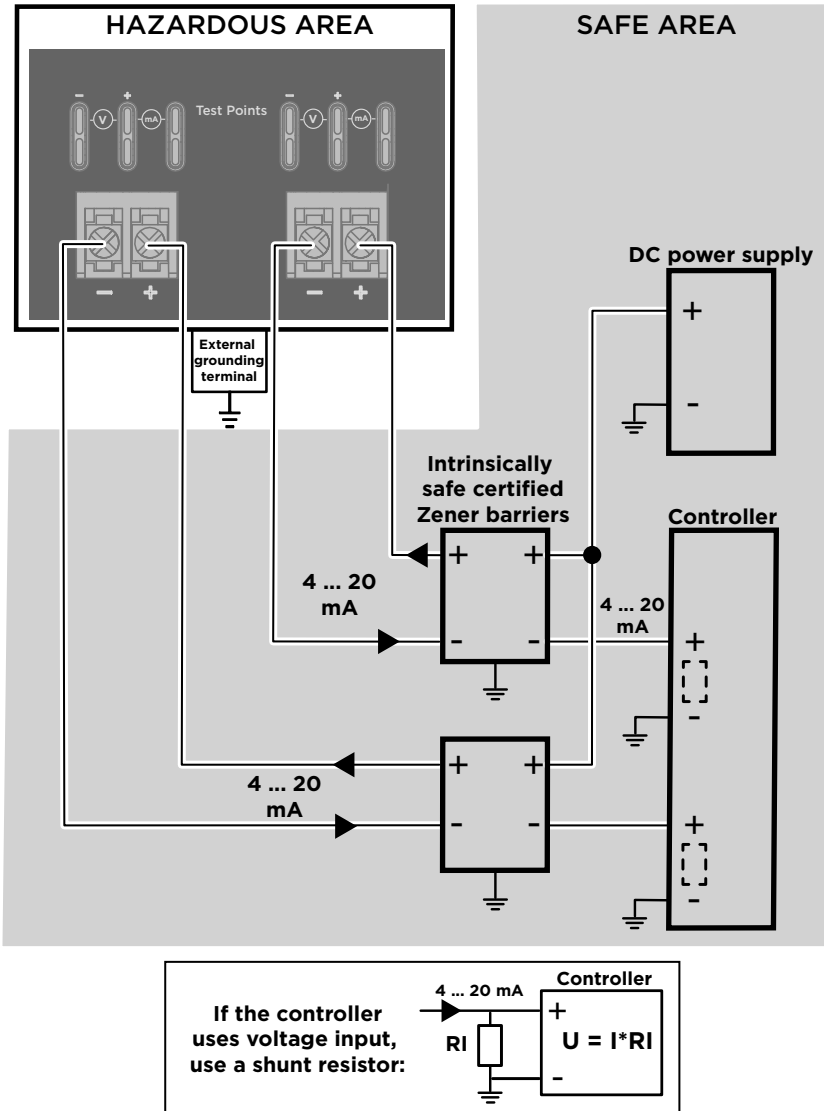 HAZARDOUS AREA
SAFE AREA
- + - +
V mA Test Points V mA
- + - +
External
grounding
terminal
DC power supply
+
-
Intrinsically
safe certified
Zener barriers
Controller
+ +
4 ... 20
mA
4 ... 20
mA
- -
+
-
+ +
4 ... 20
mA
- -
+
-
If the controller
uses voltage input,
use a shunt resistor:
4 ... 20 mA
Controller
+
RI
U = I*RI
-